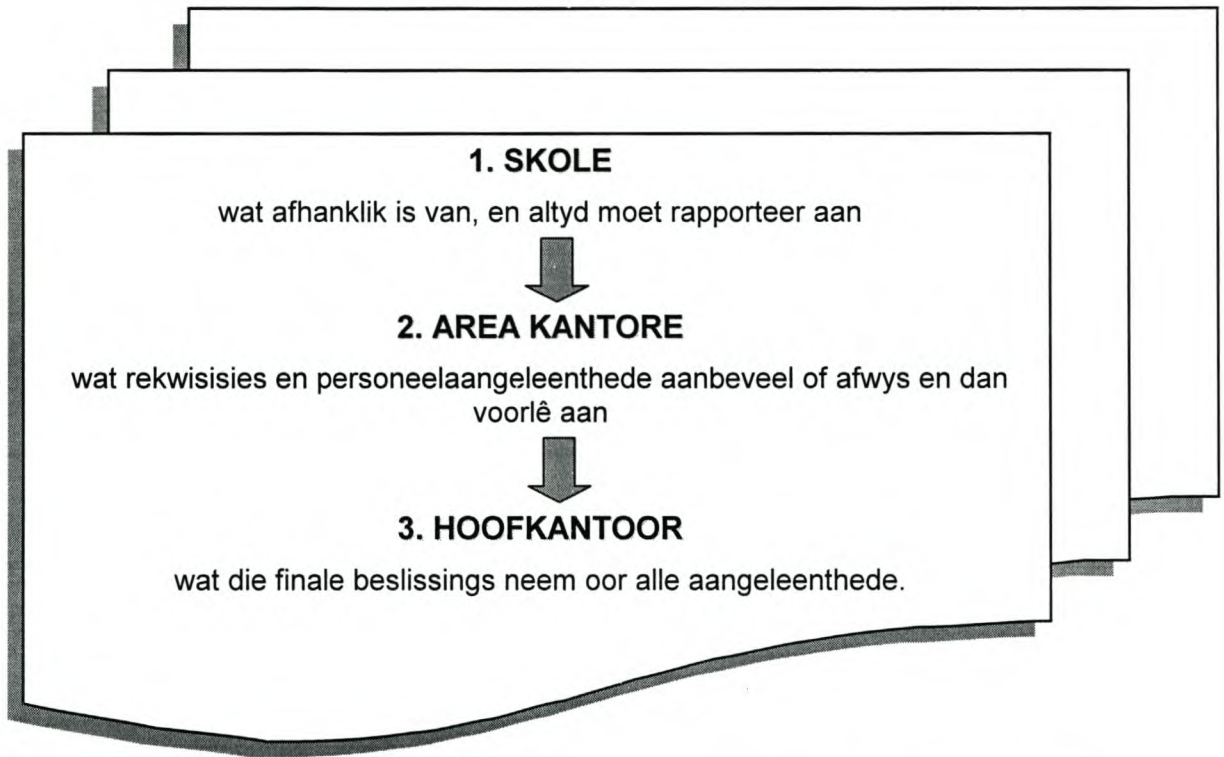 1. SKOLE
wat afhanklik is van, en altyd moet rapporteer aan
2. AREA KANTORE
wat rekwisisies en personeelaangeleenthede aanbeveel of afwys en dan
voorlê aan
3. HOOFKANTOOR
wat die finale beslissings neem oor alle aangeleenthede.